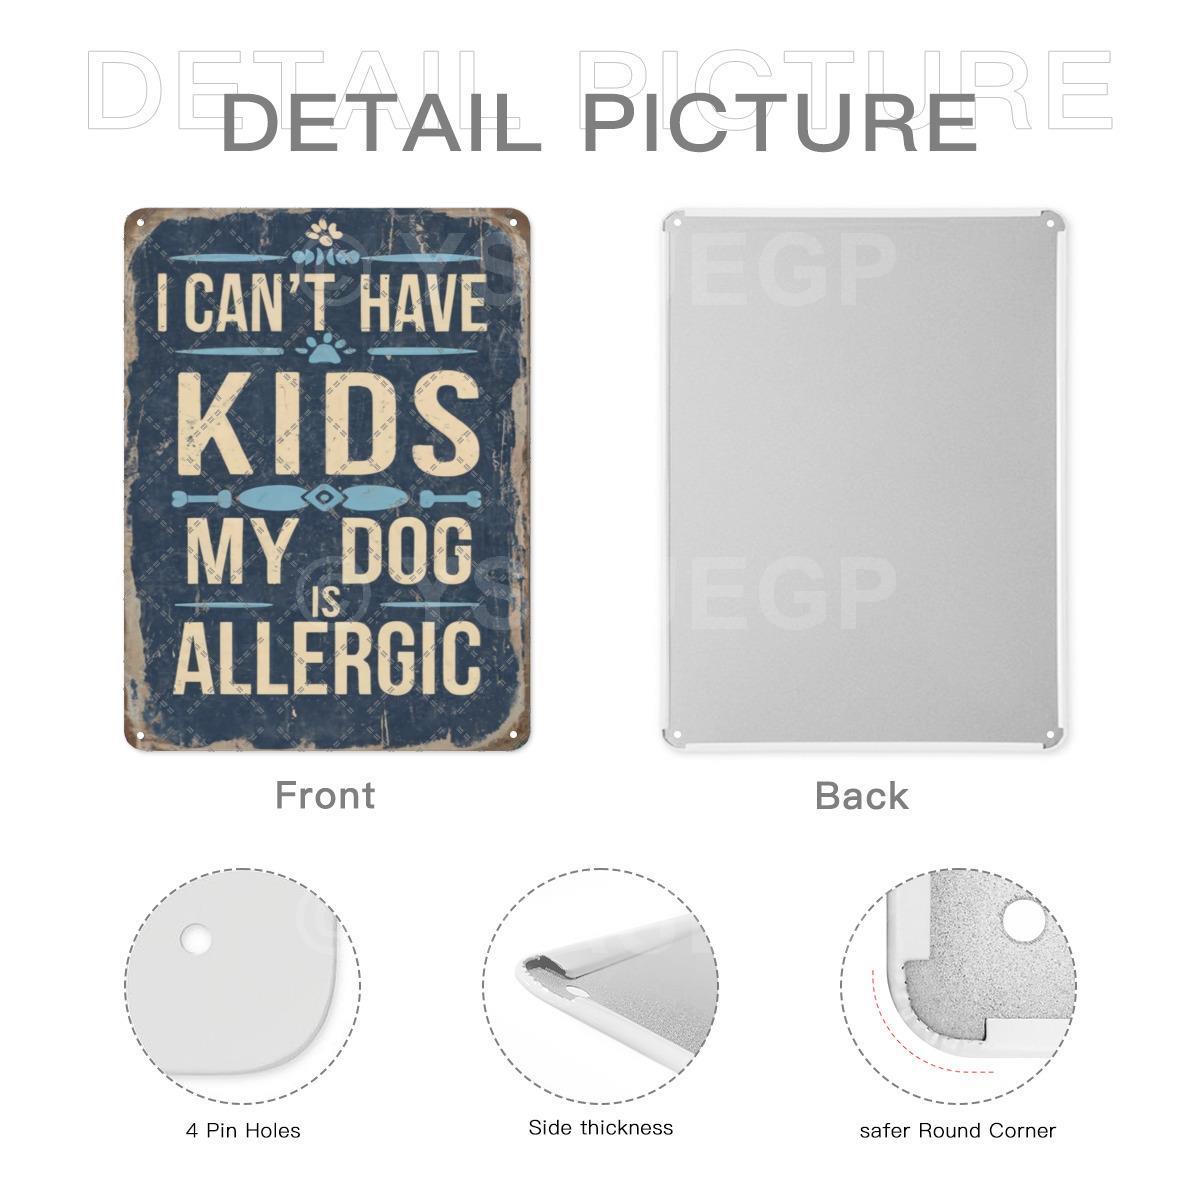 DETAIL PICTURE
DETAIL PICTURE
I CAN'T HAVE
KIDS
MY DOG
IS
ALLERGIC
Front
Back
4 Pin Holes
Side thickness
safer Round Corner